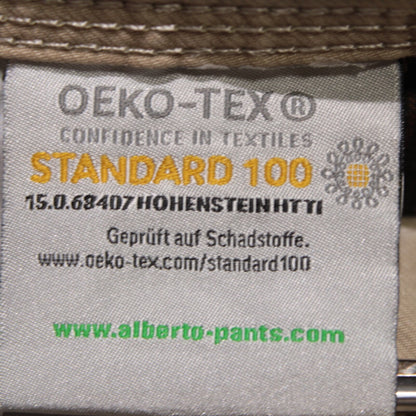 OEKO-TEX®
CONFIDENCE IN TEXTILES
STANDARD 100
15.0.68407 HOHENSTEIN HTTI
Geprüft auf Schadstoffe.
www.oeko-tex.com/standard100
www.alberto-pants.com